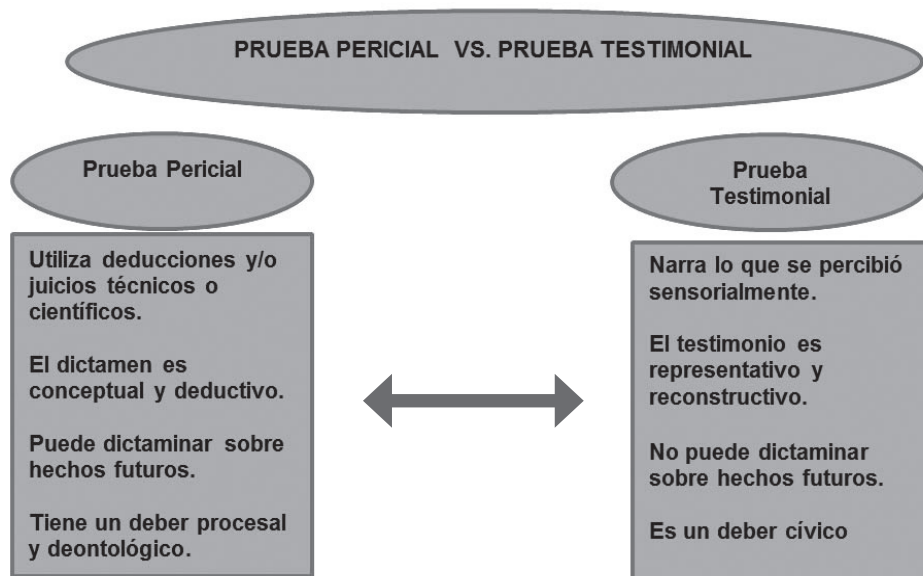 PRUEBA PERICIAL VS. PRUEBA TESTIMONIAL
Prueba Pericial
Utiliza deducciones y/o
juicios técnicos o
científicos.
El dictamen es
conceptual y deductivo.
Puede dictaminar sobre
hechos futuros.
Tiene un deber procesal
y deontológico.
Prueba
Testimonial
Narra lo que se percibió
sensorialmente.
El testimonio es
representativo y
reconstructivo.
No puede dictaminar
sobre hechos futuros.
Es un deber cívico